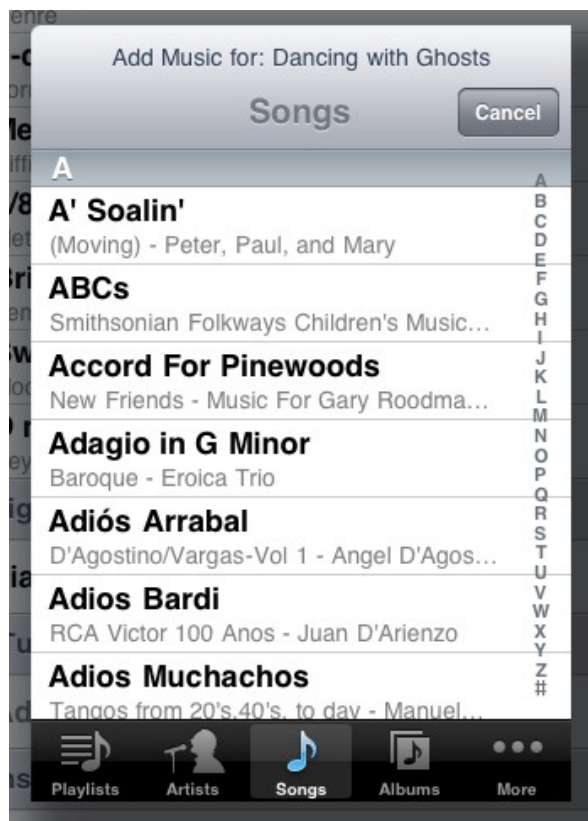 enre
Add Music for: Dancing with Ghosts
Songs
Cancel
A
A' Soalin'
(Moving) - Peter, Paul, and Mary
ABCs
Smithsonian Folkways Children's Music...
Accord For Pinewoods
New Friends - Music For Gary Roodma...
Adagio in G Minor
Baroque - Eroica Trio
Adiós Arrabal
D'Agostino/Vargas-Vol 1 - Angel D'Agos...
Adios Bardi
RCA Victor 100 Anos - Juan D'Arienzo
Adios Muchachos
Tangos from 20's,40's, to day - Manuel...
A
B
C
D
E
F
G
H
I
J
K
L
M
N
O
P
Q
R
S
T
U
V
W
X
Y
Z
#
Playlists
Artists
Songs
Albums
More